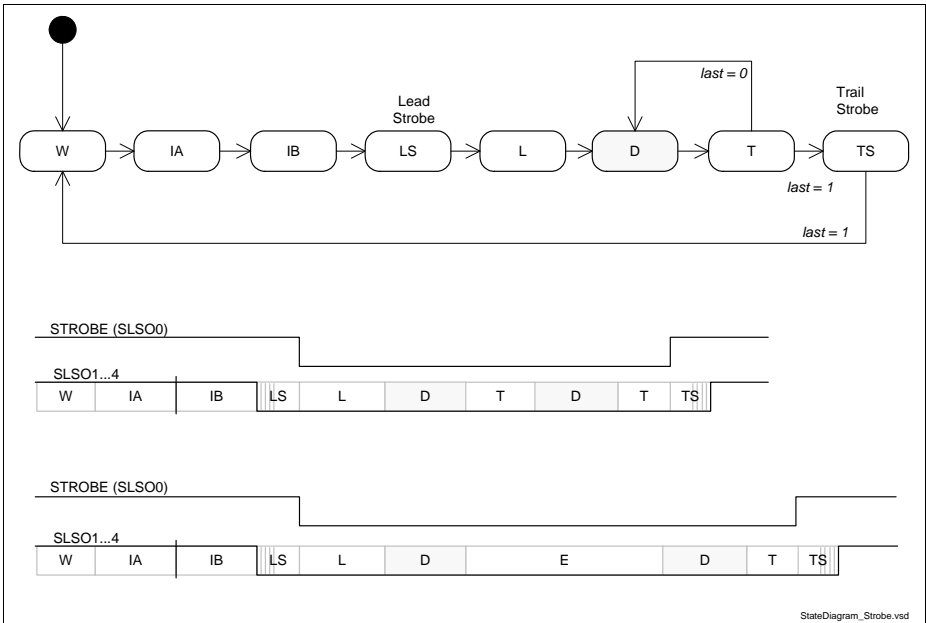 last = 0
Lead
Strobe
Trail
Strobe
W IA IB LS L D T TS
last = 1
last = 1
STROBE (SLSO0)
SLSO1...4
W IA IB LS L D T D T TS
STROBE (SLSO0)
SLSO1...4
W IA IB LS L D E D T TS
StateDiagram_Strobe.vsd